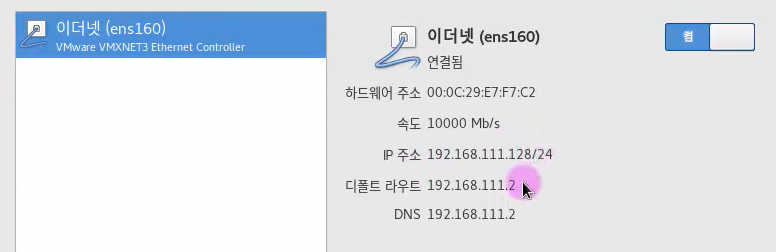 이더넷 (ens160)
VMware VMXNET3 Ethernet Controller
이더넷 (ens160)
연결됨
켬
하드웨어 주소 00:0C:29:E7:F7:C2
속도 10000 Mb/s
IP 주소 192.168.111.128/24
디폴트 라우트 192.168.111.2
DNS 192.168.111.2